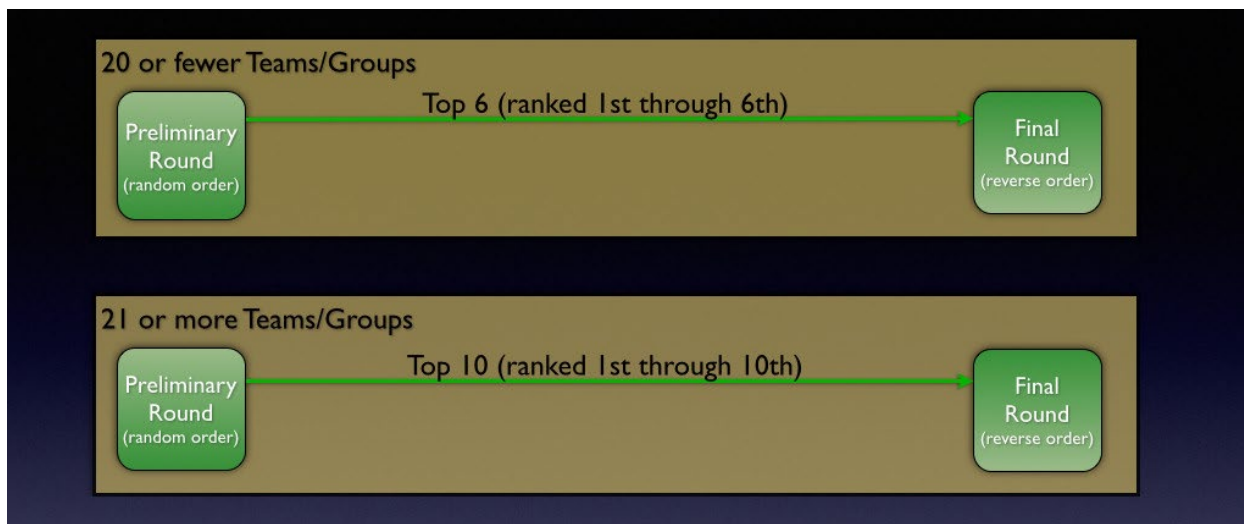 20 or fewer Teams/Groups
Top 6 (ranked 1st through 6th)
Preliminary
Round
(random order)
Final
Round
(reverse order)
21 or more Teams/Groups
Top 10 (ranked 1st through 10th)
Preliminary
Round
(random order)
Final
Round
(reverse order)